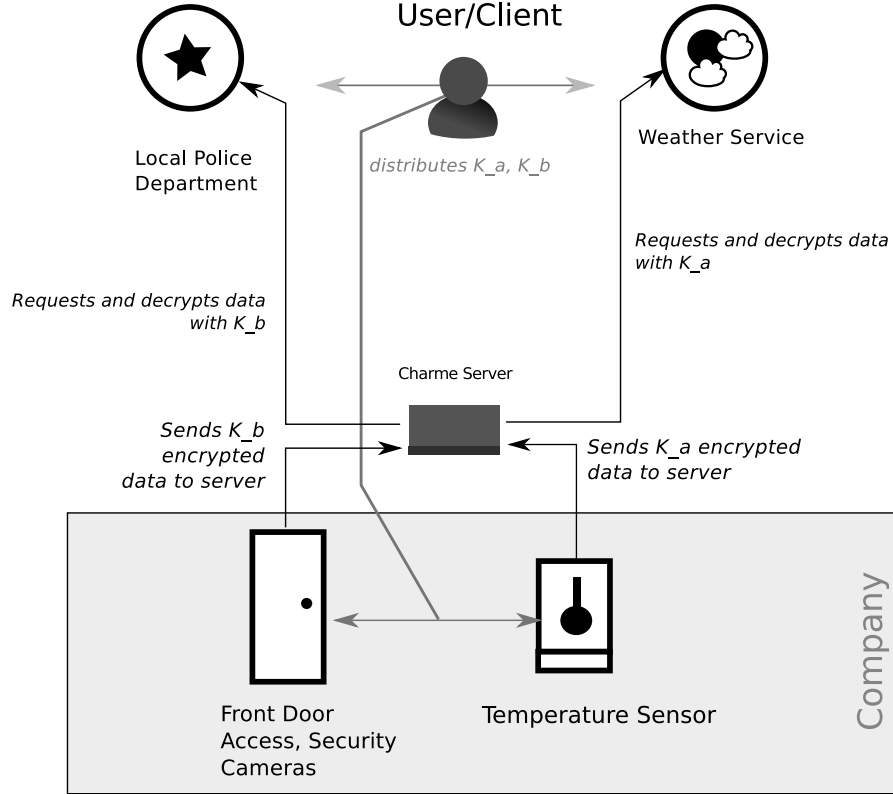 User/Client
Local Police
Department
distributes K_a, K_b
Weather Service
Requests and decrypts data
with K_a
Requests and decrypts data
with K_b
Charme Server
Sends K_b
encrypted
data to server
Sends K_a encrypted
data to server
Company
Front Door
Access, Security
Cameras
Temperature Sensor